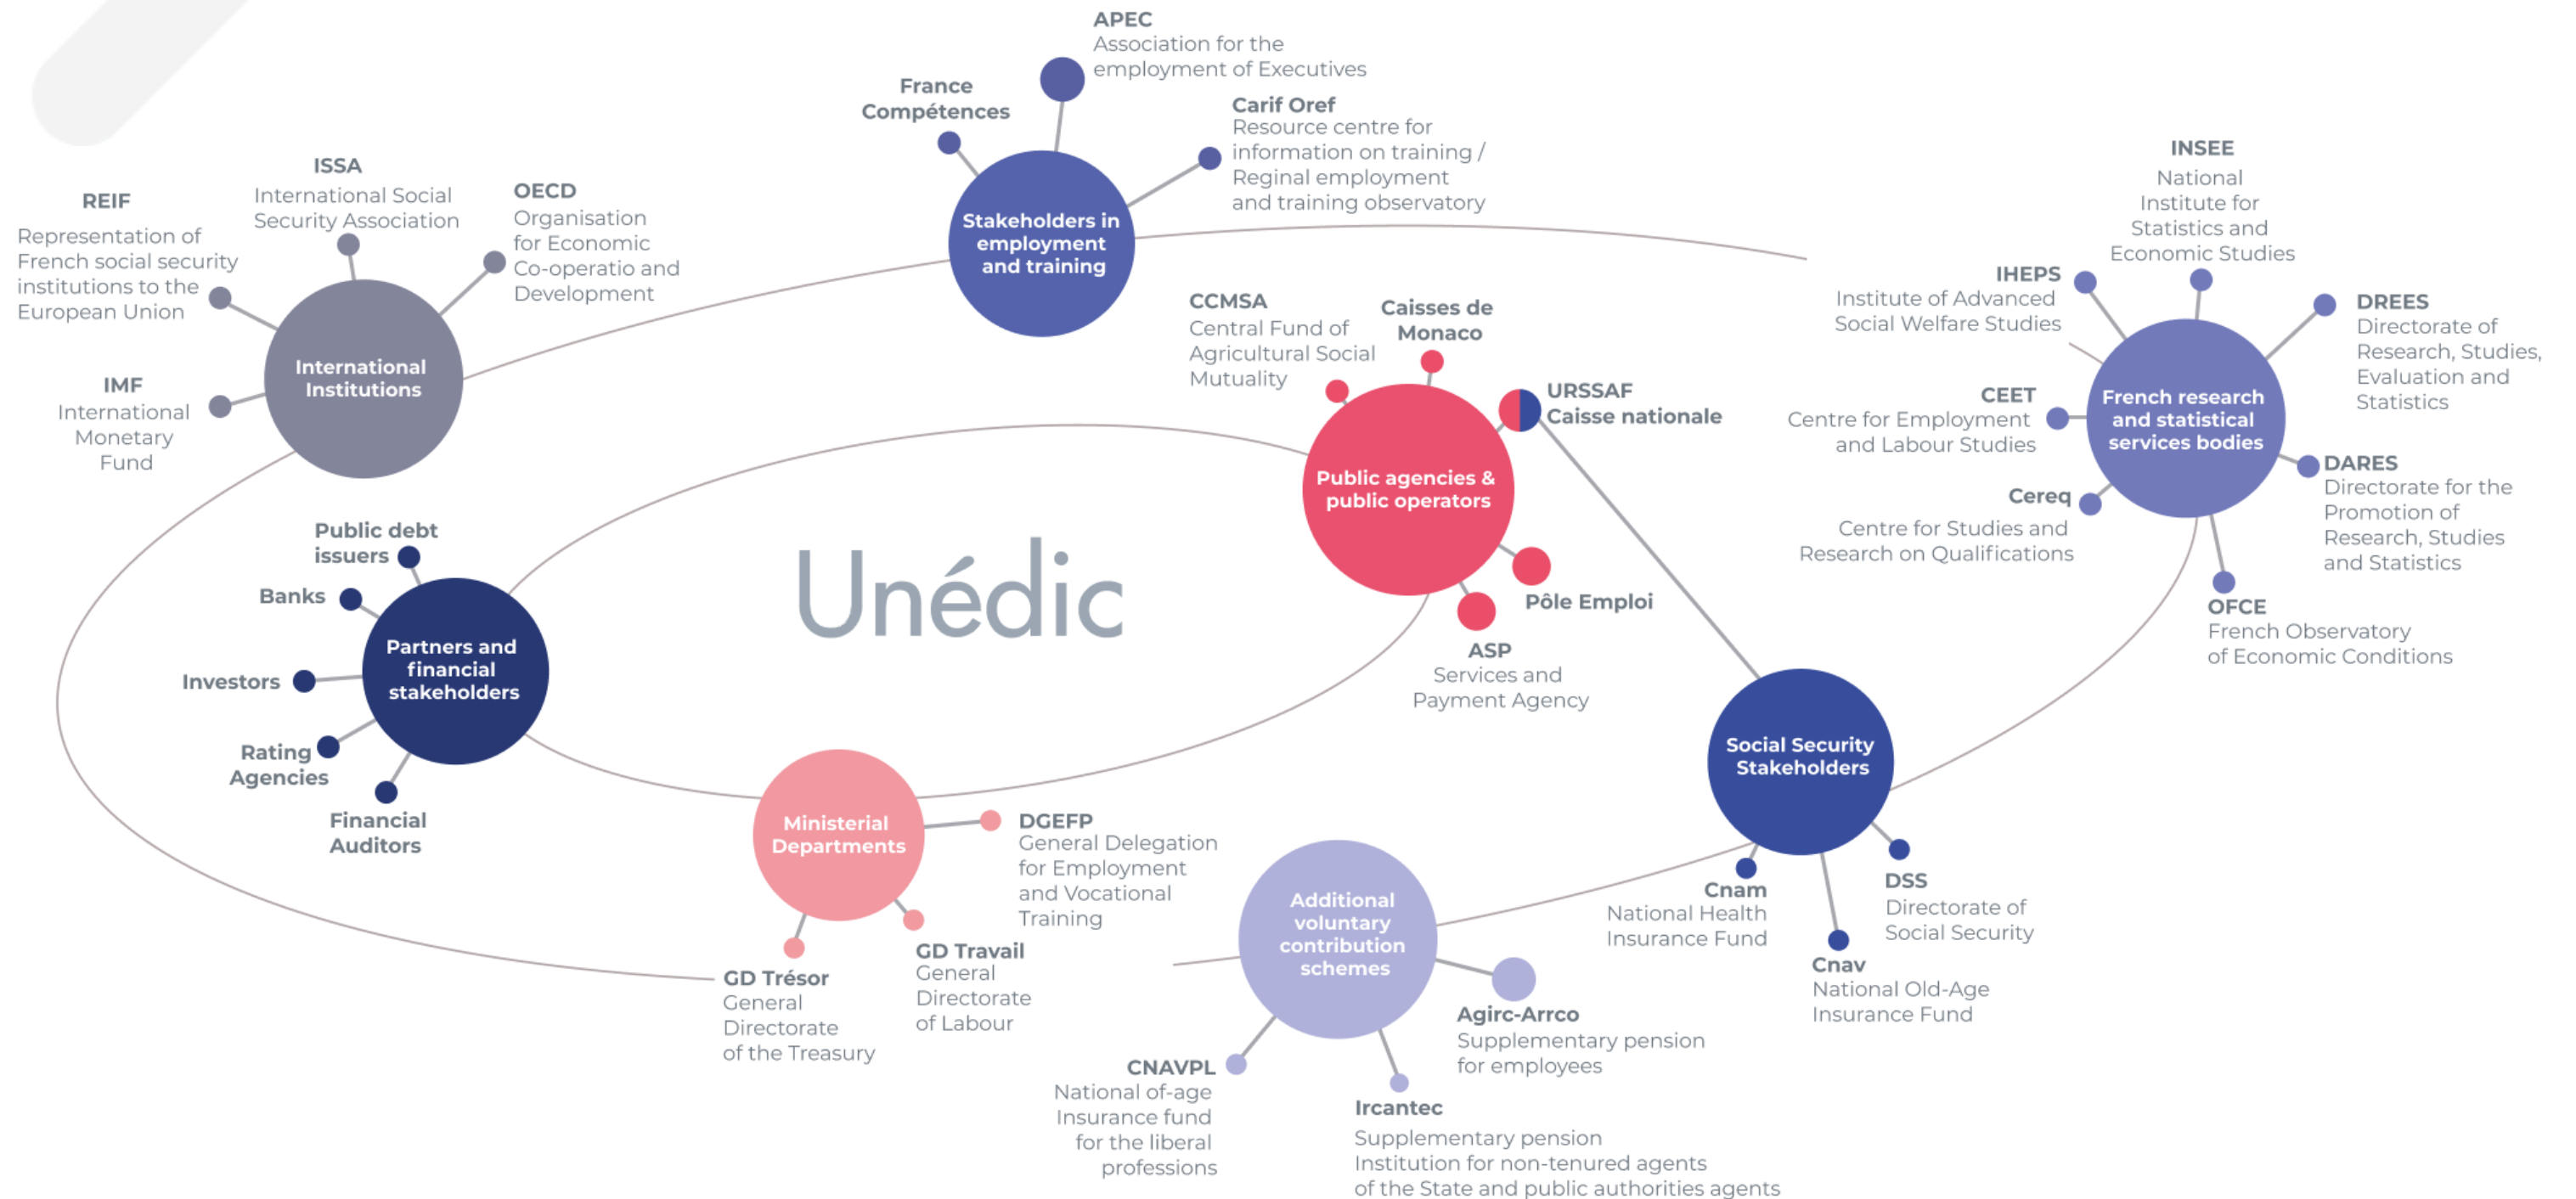 APEC
Association for the
employment of Executives
France
Compétences
Carif Oref
Resource centre for
information on training /
Reginal employment
and training observatory
Stakeholders in
employment
and training
REIF
Representation of
French social security
institutions to the
European Union
ISSA
International Social
Security Association
OECD
Organisation
for Economic
Co-operatio and
Development
IMF
International
Monetary
Fund
International
Institutions
INSEE
National
Institute for
Statistics and
Economic Studies
IHEPS
Institute of Advanced
Social Welfare Studies
DREES
Directorate of
Research, Studies,
Evaluation and
Statistics
CEET
Centre for Employment
and Labour Studies
French research
and statistical
services bodies
DARES
Directorate for the
Promotion of
Research, Studies
and Statistics
Cereq
Centre for Studies and
Research on Qualifications
OFCE
French Observatory
of Economic Conditions
CCMSA
Central Fund of
Agricultural Social
Mutuality
Caisses de
Monaco
URSSAF
Caisse nationale
Public agencies &
public operators
Pôle Emploi
ASP
Services and
Payment Agency
Unédic
Public debt
issuers
Banks
Investors
Rating
Agencies
Financial
Auditors
Partners and
financial
stakeholders
Ministerial
Departments
DGEFP
General Delegation
for Employment
and Vocational
Training
GD Travail
General
Directorate
of Labour
GD Trésor
General
Directorate
of the Treasury
Social Security
Stakeholders
Cnam
National Health
Insurance Fund
DSS
Directorate of
Social Security
Cnav
National Old-Age
Insurance Fund
Additional
voluntary
contribution
schemes
Agirc-Arrco
Supplementary pension
for employees
CNAVPL
National of-age
Insurance fund
for the liberal
professions
Ircantec
Supplementary pension
Institution for non-tenured agents
of the State and public authorities agents